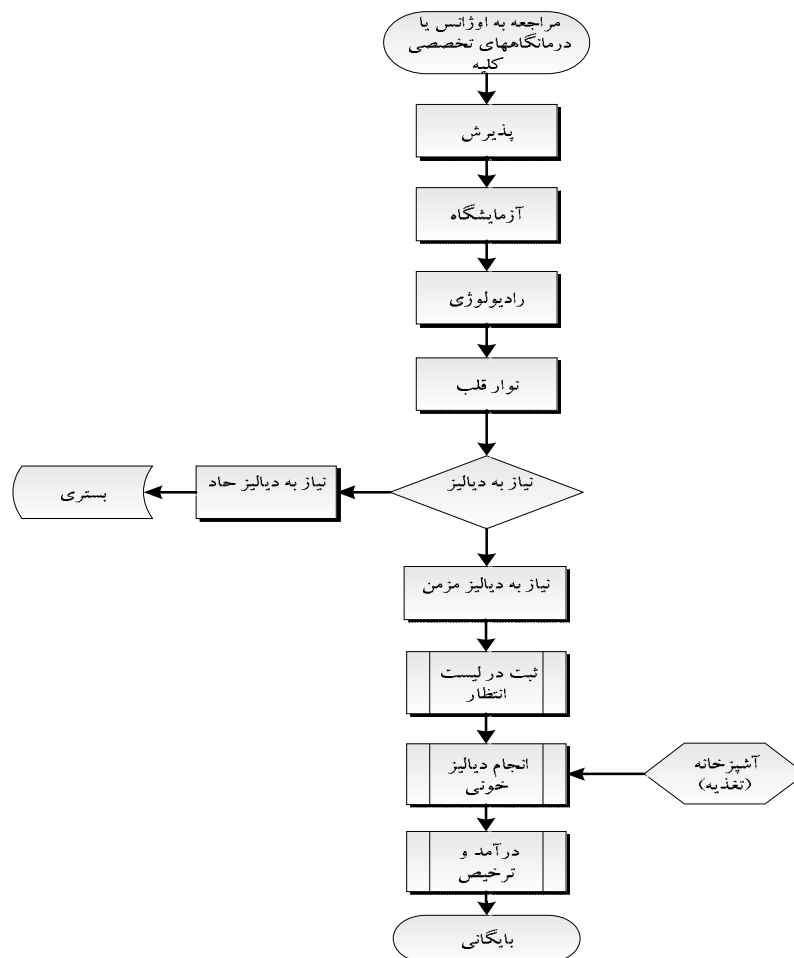 مراجعه به اوژانس یا
درمانگاههای تخصصی
کلیه
پذیرش
آزمایشگاه
رادیولوژی
نوار قلب
نیاز به دیالیز
نیاز به دیالیز حاد
بستری
نیاز به دیالیز مزمن
ثبت در لیست
انتظار
انجام دیالیز
خونی
آشپزخانه
(تغذیه)
درآمد و
ترخیص
بایگانی